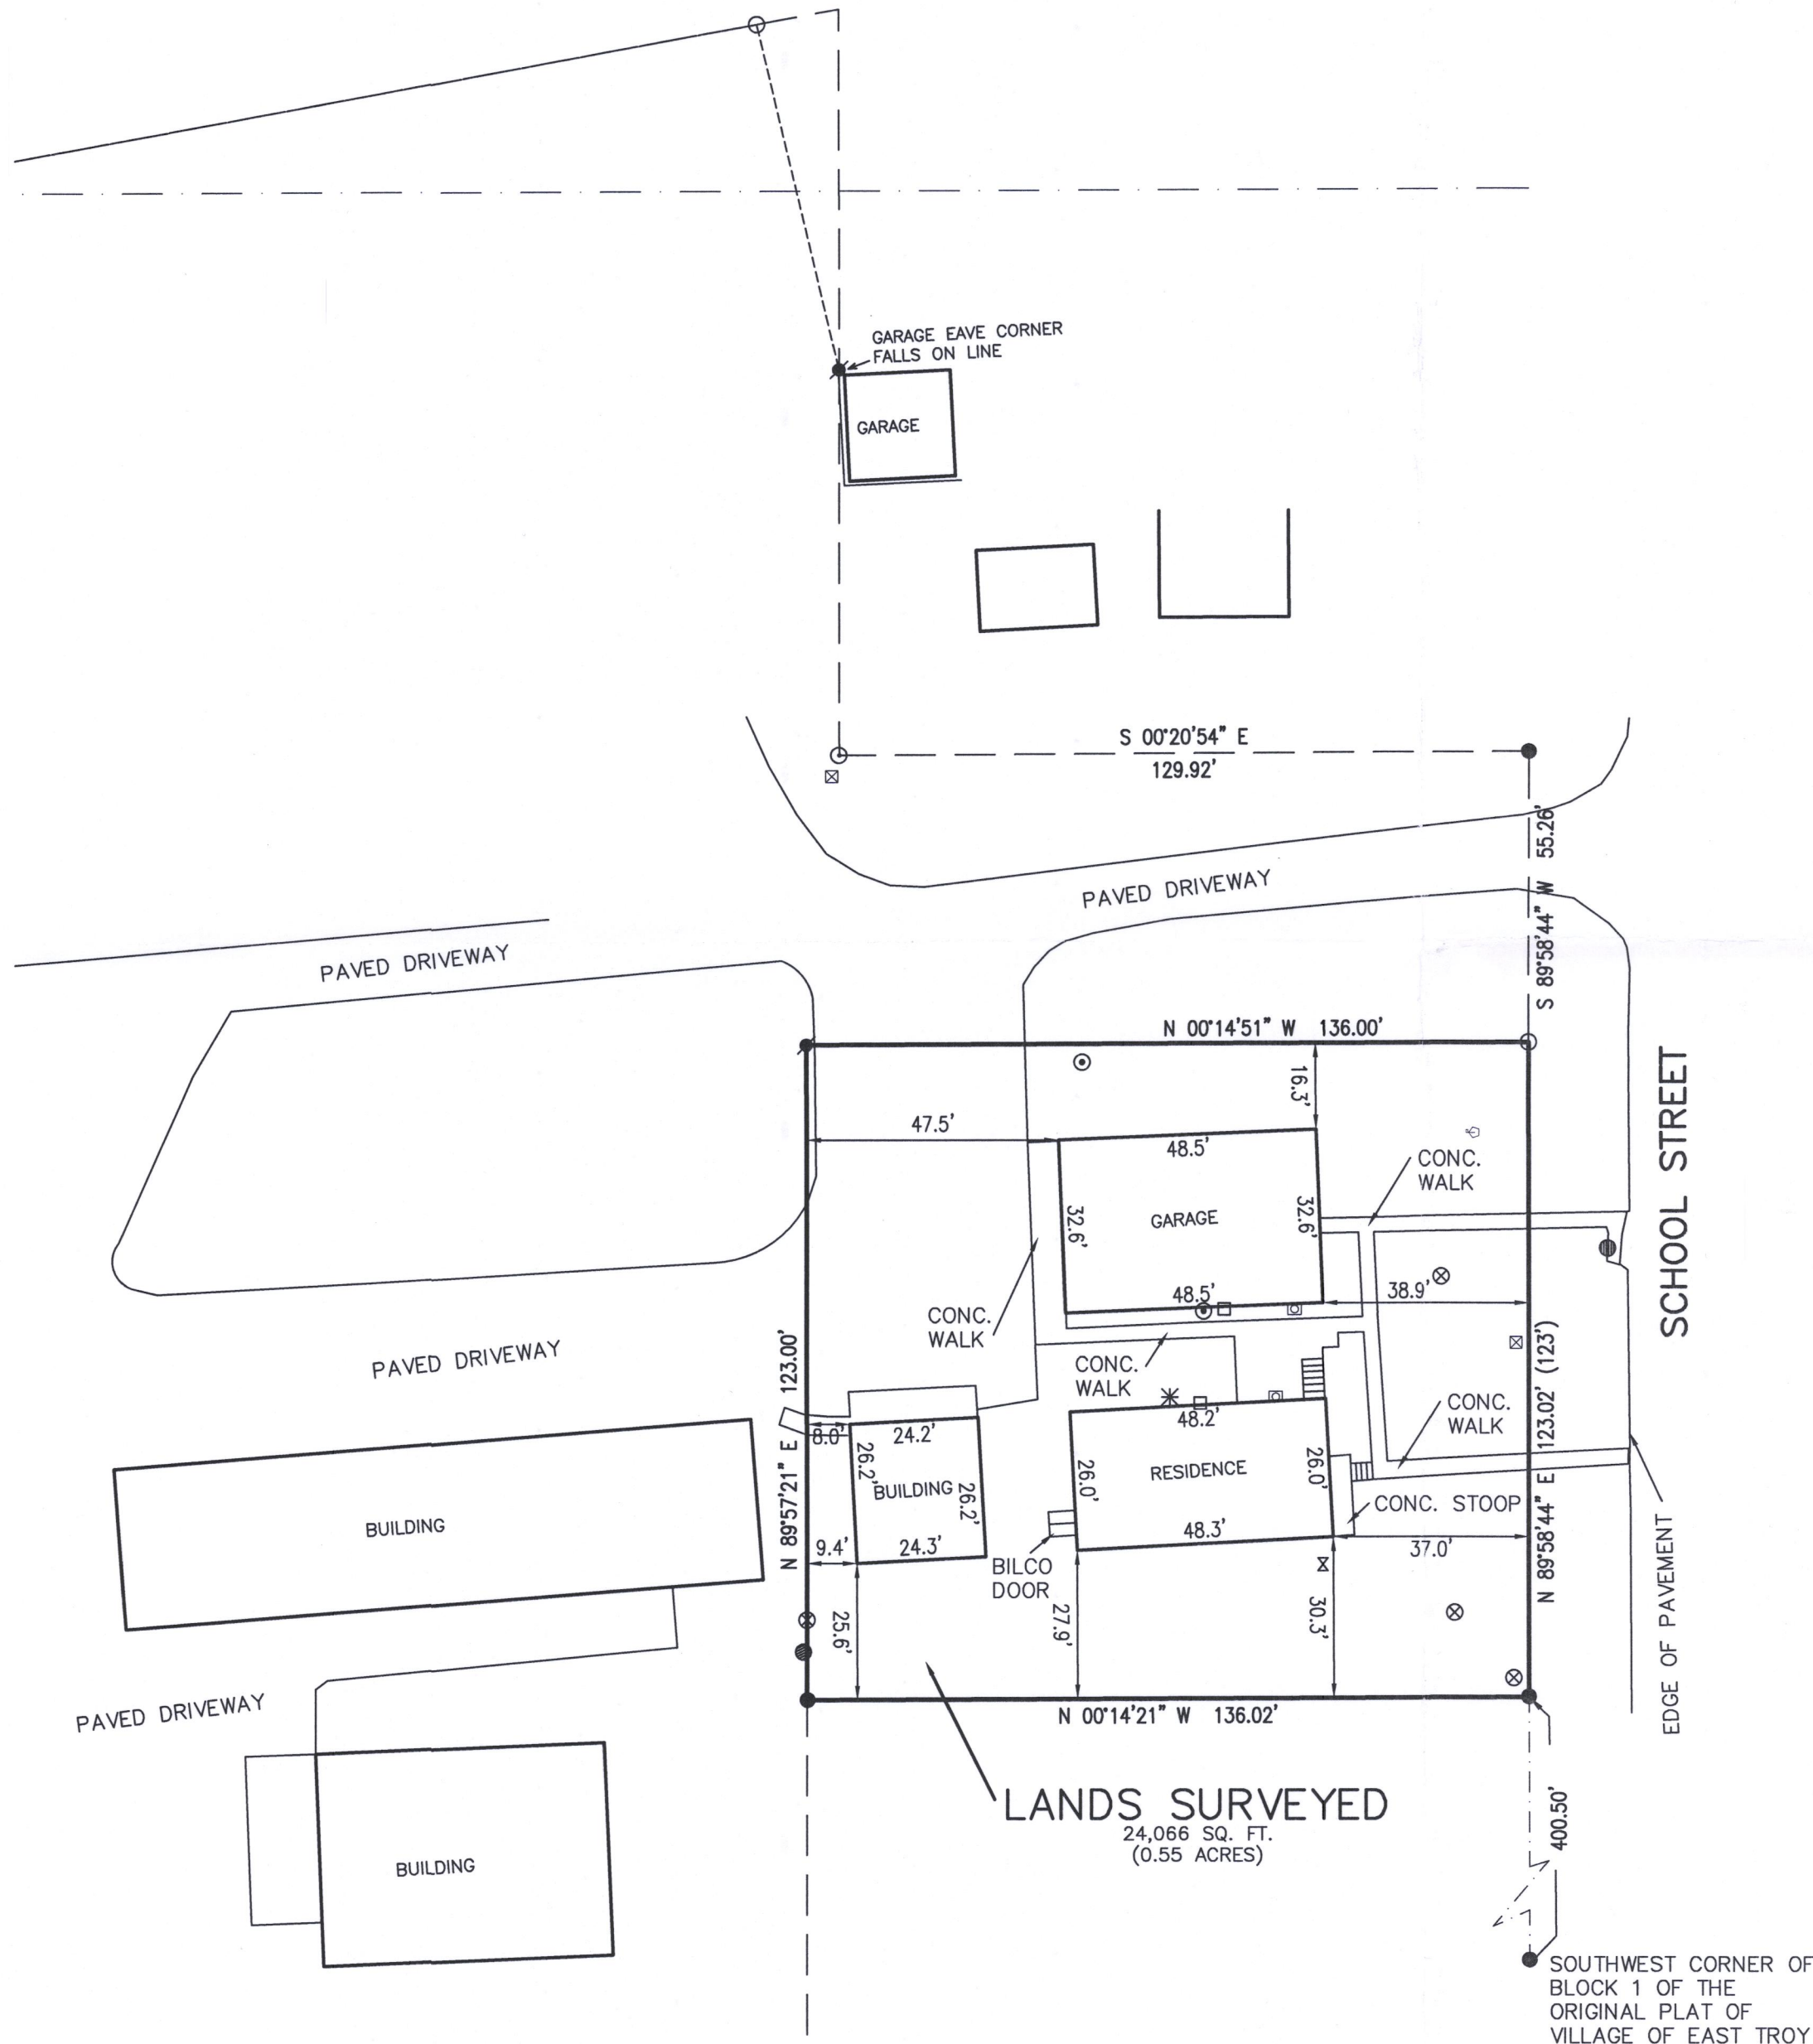 GARAGE EAVE CORNER
FALLS ON LINE
GARAGE
S 00°20'54" E
129.92'
S 89°58'44" W 55.26'
PAVED DRIVEWAY
PAVED DRIVEWAY
N 00°14'51" W 136.00'
16.3'
47.5'
48.5'
CONC.
WALK
SCHOOL STREET
32.6'
GARAGE
32.6'
48.5'
38.9'
CONC.
WALK
N 89°57'21" E 123.00'
PAVED DRIVEWAY
CONC.
WALK
N 89°58'44" E 123.02' (123')
CONC.
WALK
8.0'
24.2'
48.2'
26.2'
BUILDING
26.2'
26.0'
RESIDENCE
26.0'
CONC. STOOP
BUILDING
9.4'
24.3'
48.3'
37.0'
BILCO
DOOR
25.6'
27.9'
30.3'
EDGE OF PAVEMENT
PAVED DRIVEWAY
N 00°14'21" W 136.02'
LANDS SURVEYED
24,066 SQ. FT.
(0.55 ACRES)
400.50'
BUILDING
SOUTHWEST CORNER OF
BLOCK 1 OF THE
ORIGINAL PLAT OF
VILLAGE OF EAST TROY